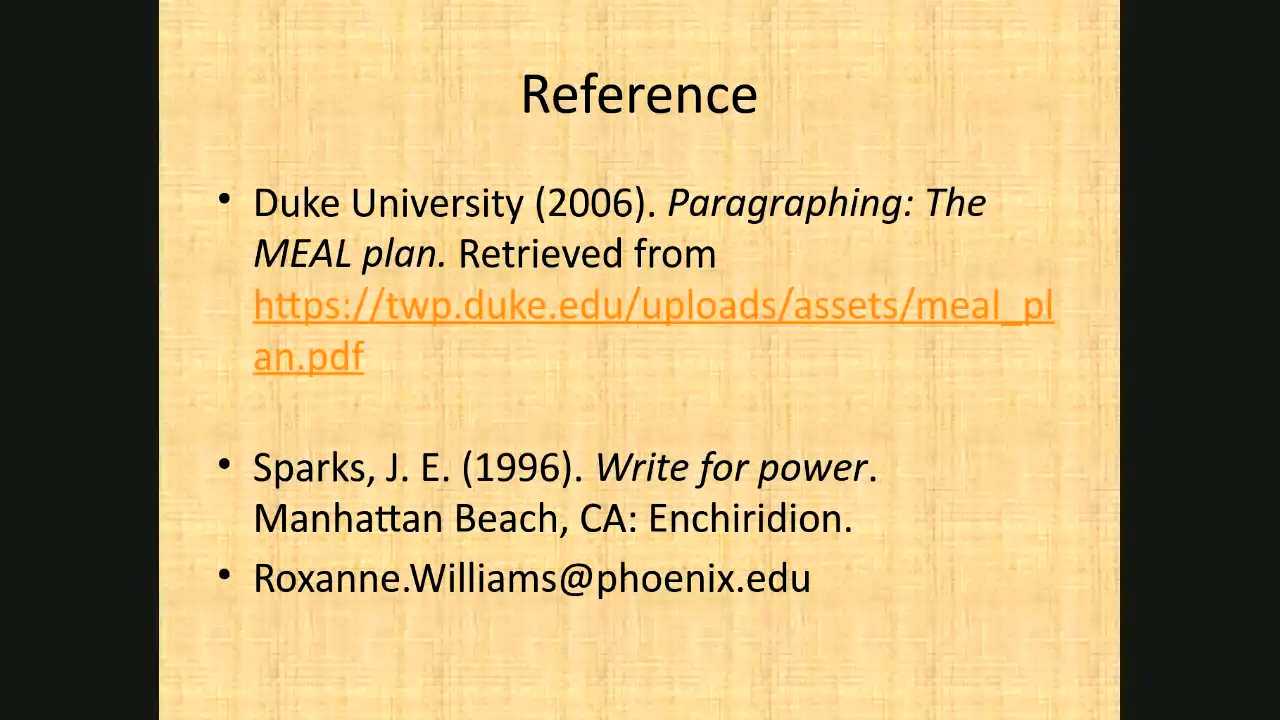 Reference
• Duke University (2006). Paragraphing: The
MEAL plan. Retrieved from
https://twp.duke.edu/uploads/assets/meal_pl
an.pdf
• Sparks, J. E. (1996). Write for power.
Manhattan Beach, CA: Enchiridion.
• Roxanne.Williams@phoenix.edu